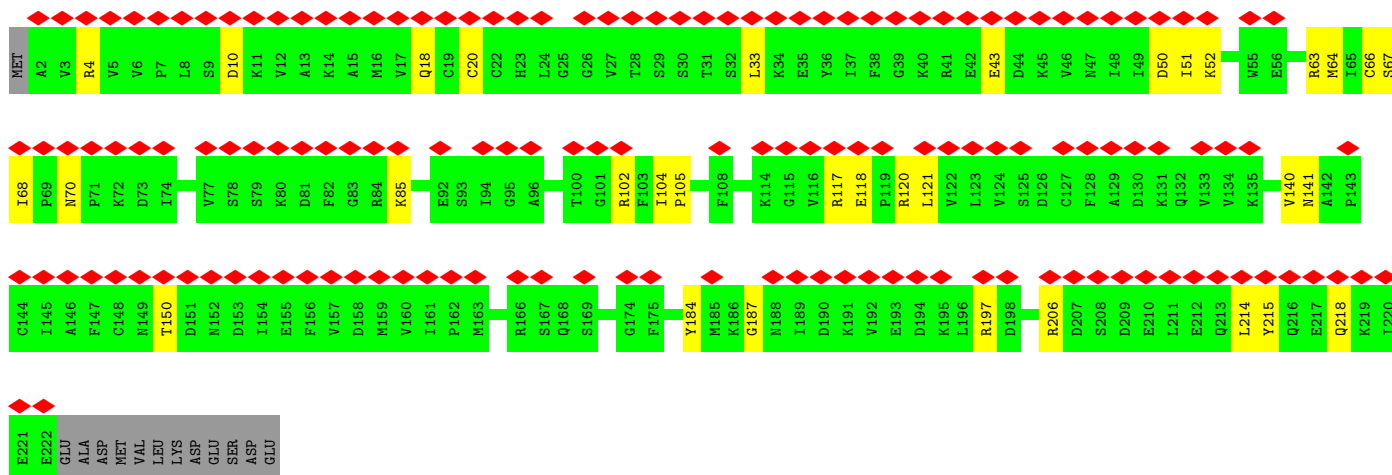 MET A2 V3 R4 V5 V6 P7 L8 S9 D10 K11 V12 A13 K14 A15 M16 V17 Q18 C19 C20 C22 H23 L24 G25 G26 V27 T28 S29 S30 T31 S32 L33 K34 E35 Y36 I37 F38 G39 K40 R41 E42 E43 D44 K45 V46 N47 I48 I49 D50 I51 K52 W55 E56 R63 M64 I65 C66 S67
I68 P69 N70 P71 K72 D73 I74 V77 S78 S79 K80 D81 F82 G83 R84 K85 E92 S93 I94 G95 A96 T100 G101 R102 F103 I104 P105 F108 K114 G115 V116 R117 E118 P119 R120 L121 V122 L123 V124 S125 D126 C127 F128 A129 D130 K131 Q132 V133 V134 K135 V140 N141 A142 P143
C144 I145 A146 F147 C148 N149 T150 D151 N152 D153 I154 E155 F156 V157 D158 M159 V160 I161 P162 M163 R166 S167 Q168 S169 G174 F175 Y184 M185 K186 G187 N188 I189 D190 K191 V192 E193 D194 K195 L196 R197 D198 R206 D207 S208 D209 E210 L211 E212 Q213 L214 Y215 Q216 E217 Q218 K219 I220
E221 E222 GLU ALA ASP MET VAL LEU LYS ASP GLU SER ASP GLU